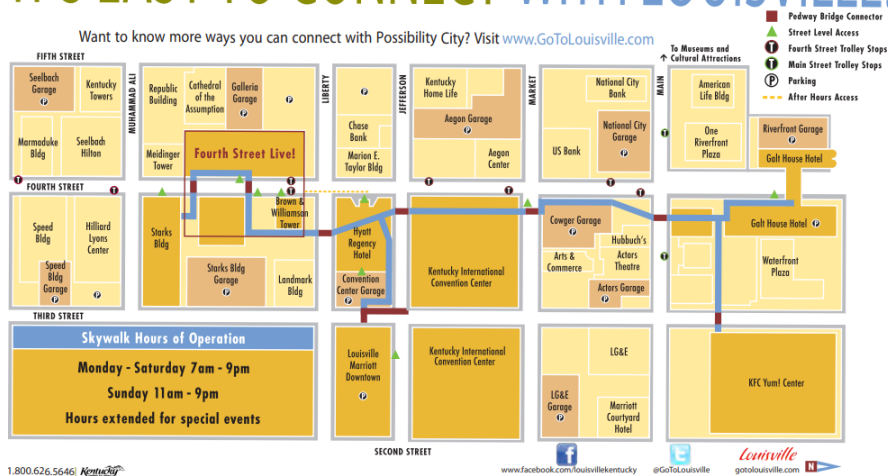 IT'S EASY TO CONNECT WITH LOUISVILLE!
Want to know more ways you can connect with Possibility City? Visit www.GoToLouisville.com
Pedway Bridge Connector
Street Level Access
T Fourth Street Trolley Stops
T Main Street Trolley Stops
P Parking
After Hours Access
To Museums and
Cultural Attractions
FIFTH STREET
MUHAMMAD ALI
LIBERTY
JEFFERSON
MARKET
MAIN
Seelbach
Garage
P
Kentucky
Towers
Marmaduke
Bldg
Seelbach
Hilton
Republic
Building
Cathedral
of the
Assumption
Galleria
Garage
P
P
Meidinger
Tower
Fourth Street Live!
P
Chase
Bank
Marion E.
Taylor Bldg
Kentucky
Home Life
Aegon Garage
P
Aegon
Center
National City
Bank
National City
Garage
P
US Bank
American
Life Bldg
One
Riverfront
Plaza
Riverfront Garage
P
Galt House Hotel
T
T
T
T
T
T
T
T
T
T
FOURTH STREET
Speed
Bldg
Hilliard
Lyons
Center
Speed
Bldg
Garage
P
P
Starks
Bldg
Brown &
Williamson
Tower
Starks Bldg
Garage
P
Landmark
Bldg
Hyatt
Regency
Hotel
Convention
Center Garage
P
Kentucky International
Convention Center
Cowger Garage
P
Arts &
Commerce
Hubbuch's
Actors
Theatre
Actors Garage
P
Galt House Hotel P
Waterfront
Plaza
THIRD STREET
Skywalk Hours of Operation
Monday - Saturday 7am - 9pm
Sunday 11am - 9pm
Hours extended for special events
Louisville
Marriott
Downtown
P
Kentucky International
Convention Center
LG&E
LG&E
Garage
P
Marriott
Courtyard
Hotel
KFC Yum! Center
SECOND STREET
1.800.626.5646| Kentucky
f
www.facebook.com/louisvillekentucky
t
@GoToLouisville
Louisville
gotolouisville.com
N